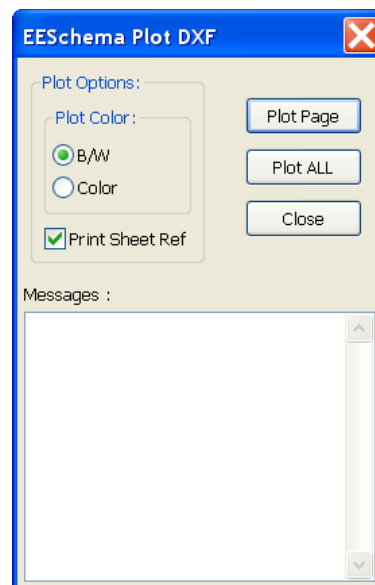 EESchema Plot DXF
Plot Options:
Plot Color:
B/W
Color
Print Sheet Ref
Plot Page
Plot ALL
Close
Messages :